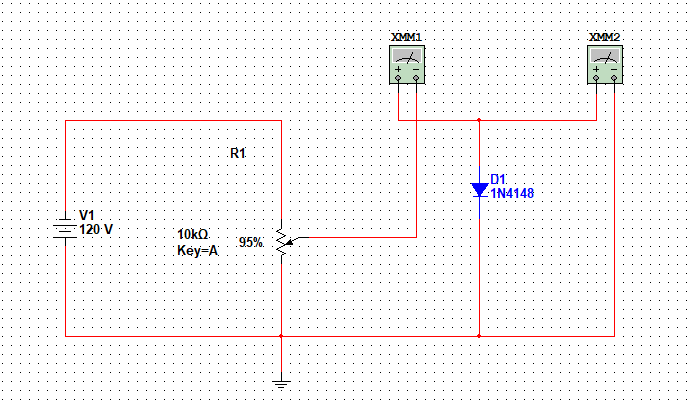 XMM1
XMM2
R1
D1
1N4148
V1
120 V
10kΩ
Key=A
95%